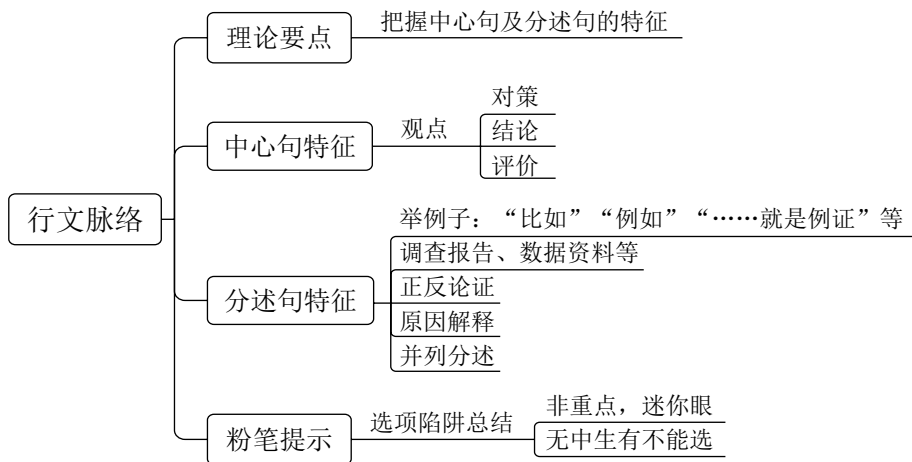 行文脉络
理论要点
把握中心句及分述句的特征
中心句特征
观点
对策
结论
评价
分述句特征
举例子：“比如”“例如”“……就是例证”等
调查报告、数据资料等
正反论证
原因解释
并列分述
粉笔提示
选项陷阱总结
非重点，迷你眼
无中生有不能选